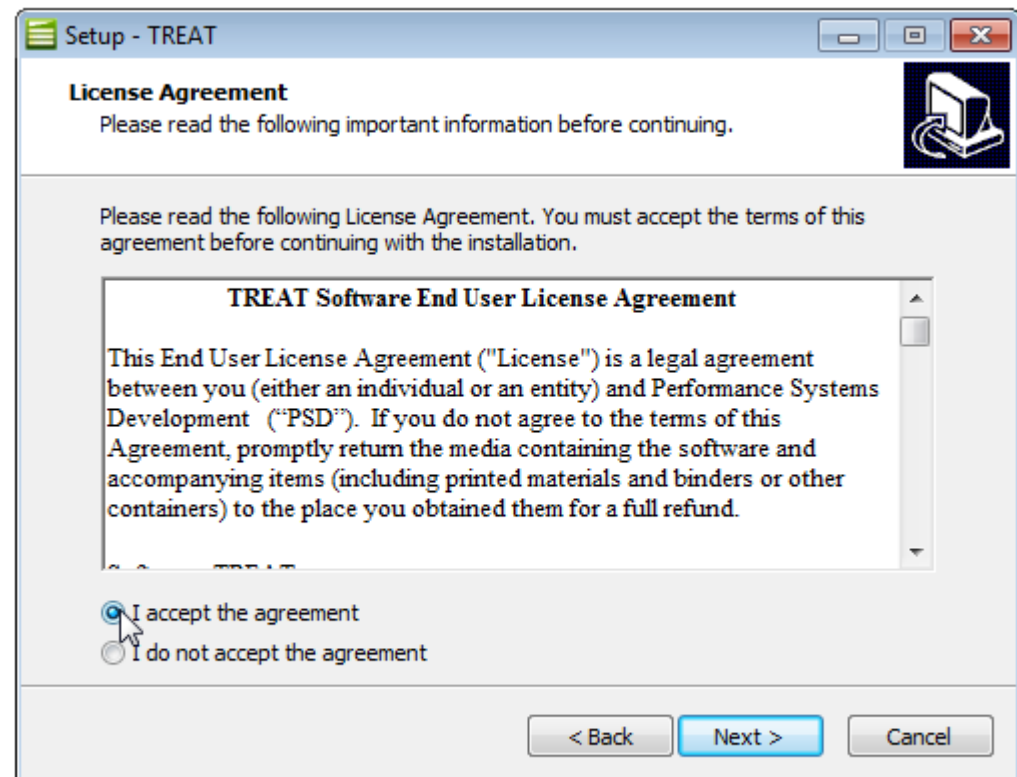 Setup - TREAT
License Agreement
Please read the following important information before continuing.
Please read the following License Agreement. You must accept the terms of this
agreement before continuing with the installation.
TREAT Software End User License Agreement
This End User License Agreement ("License") is a legal agreement
between you (either an individual or an entity) and Performance Systems
Development (“PSD”). If you do not agree to the terms of this
Agreement, promptly return the media containing the software and
accompanying items (including printed materials and binders or other
containers) to the place you obtained them for a full refund.
I accept the agreement
I do not accept the agreement
< Back Next > Cancel